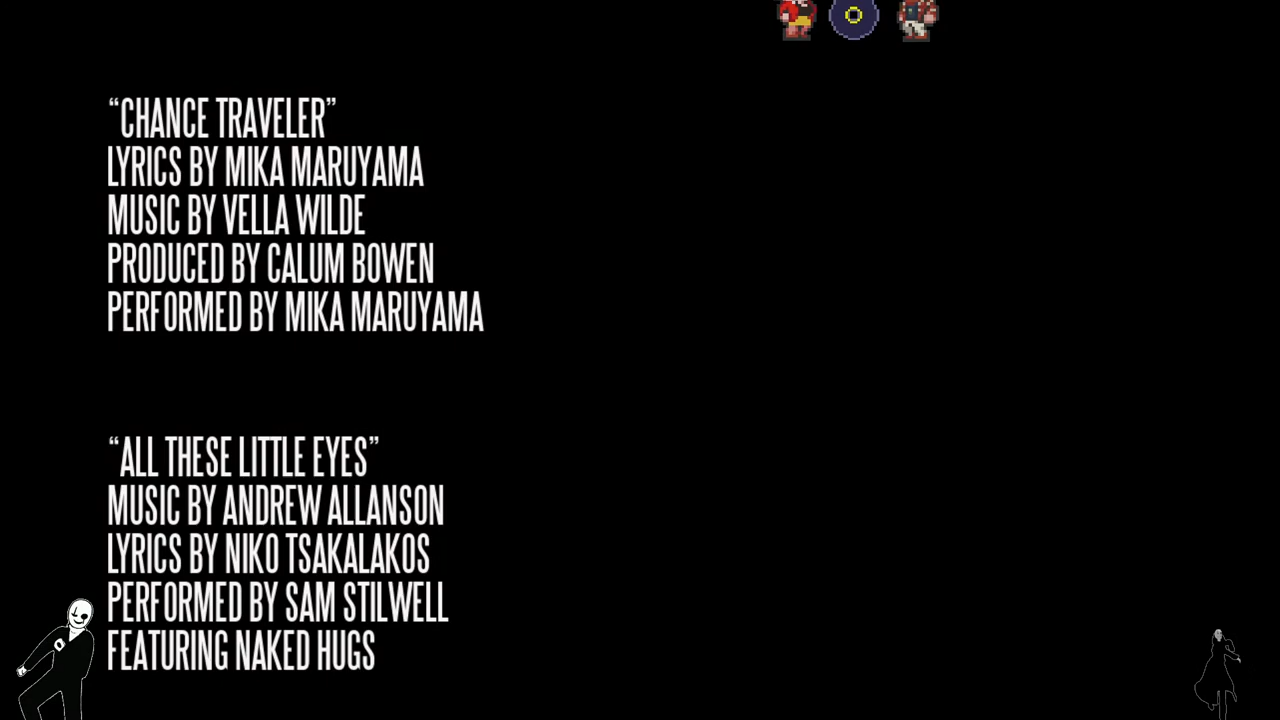 “CHANCE TRAVELER”
LYRICS BY MIKA MARUYAMA
MUSIC BY VELLA WILDE
PRODUCED BY CALUM BOWEN
PERFORMED BY MIKA MARUYAMA
“ALL THESE LITTLE EYES”
MUSIC BY ANDREW ALLANSON
LYRICS BY NIKO TSAKALAKOS
PERFORMED BY SAM STILWELL
FEATURING NAKED HUGS